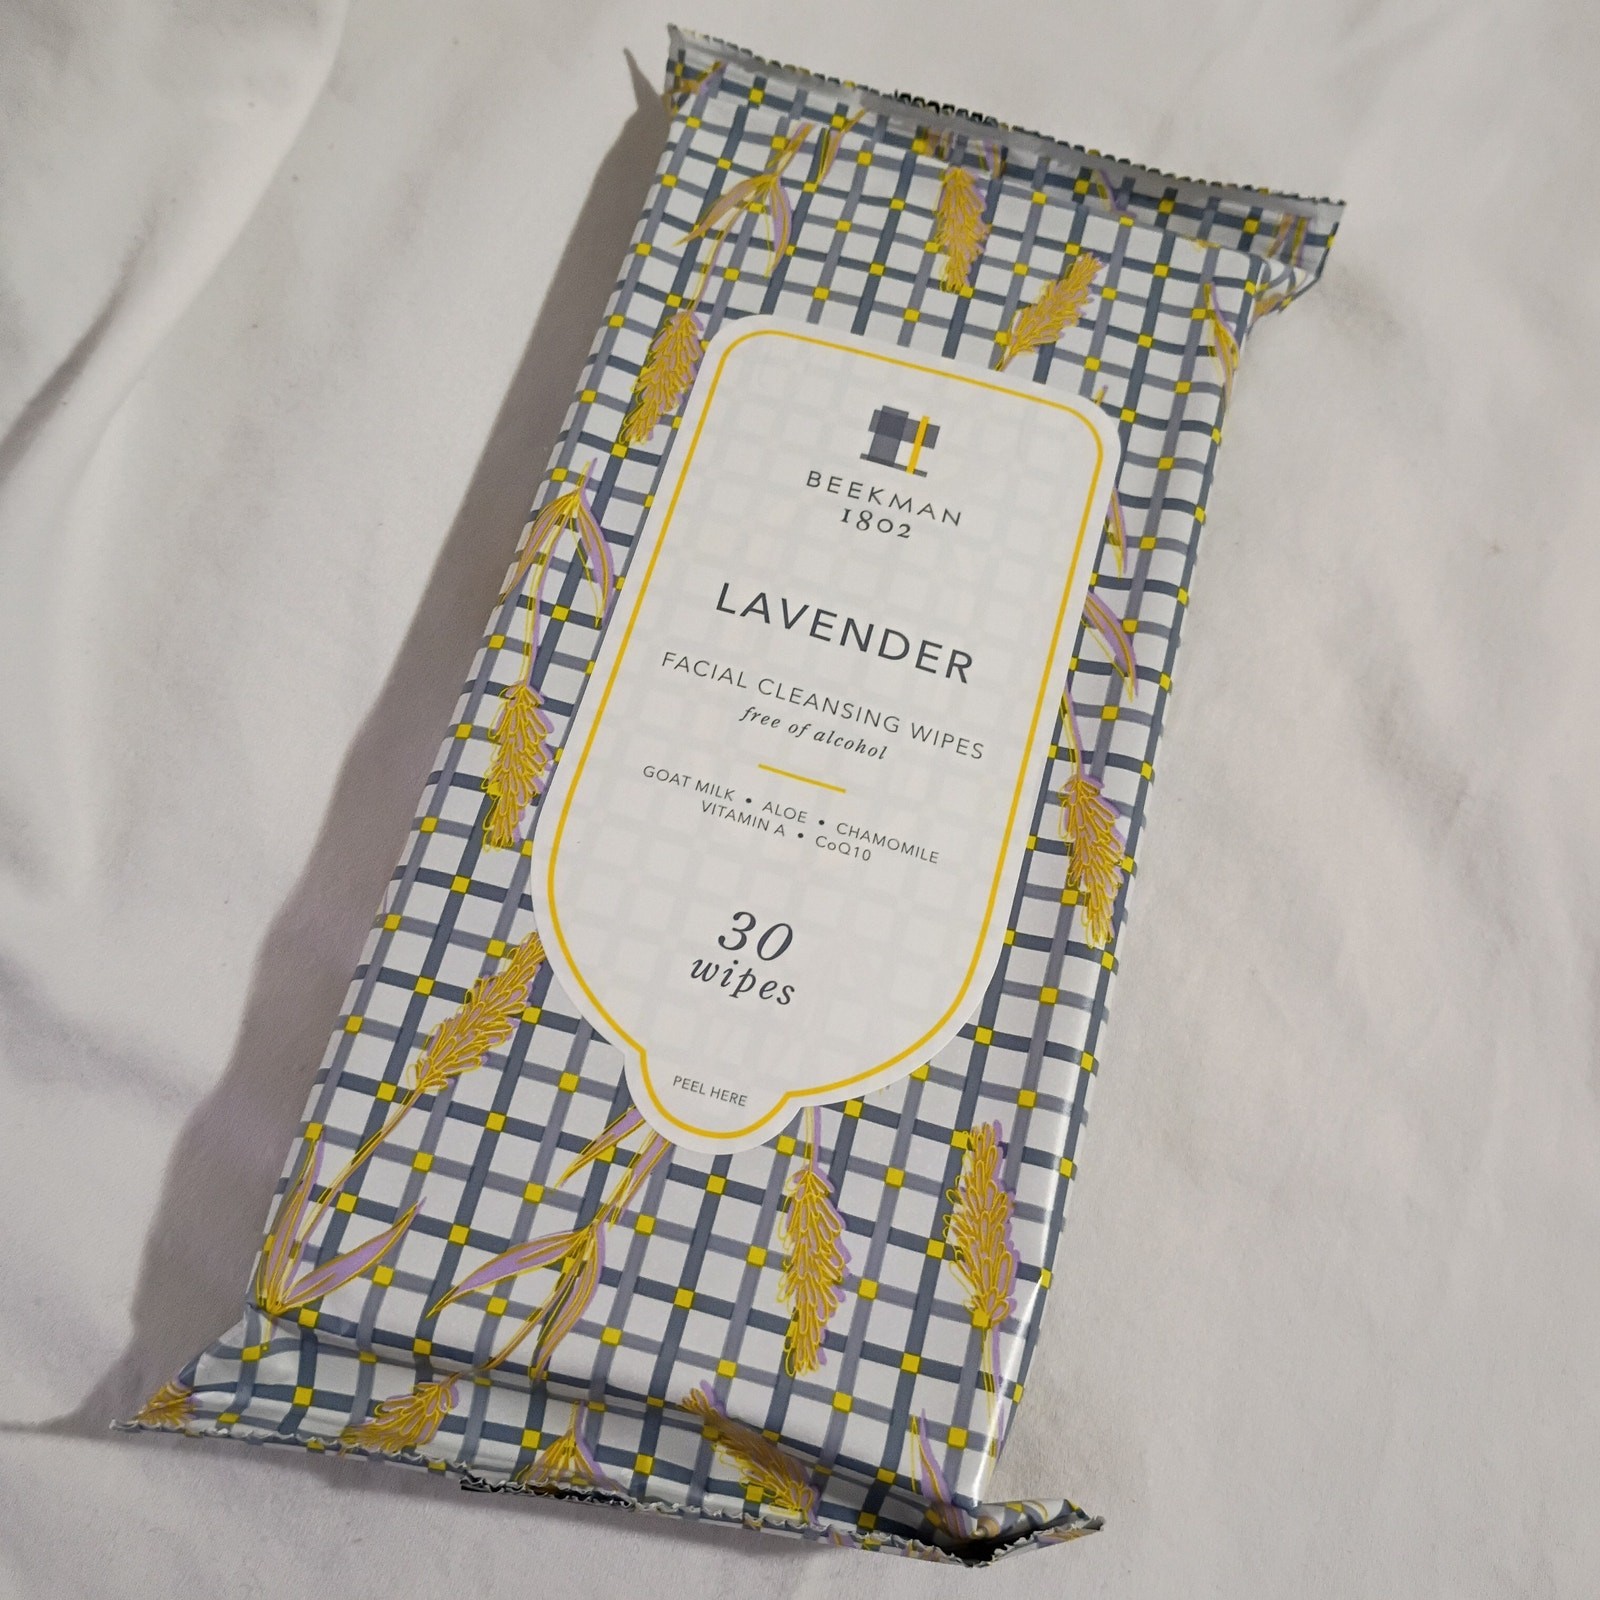 BEEKMAN
1802
LAVENDER
FACIAL CLEANSING WIPES
free of alcohol
GOAT MILK • ALOE • CHAMOMILE
VITAMIN A • CoQ10
30
wipes
PEEL HERE